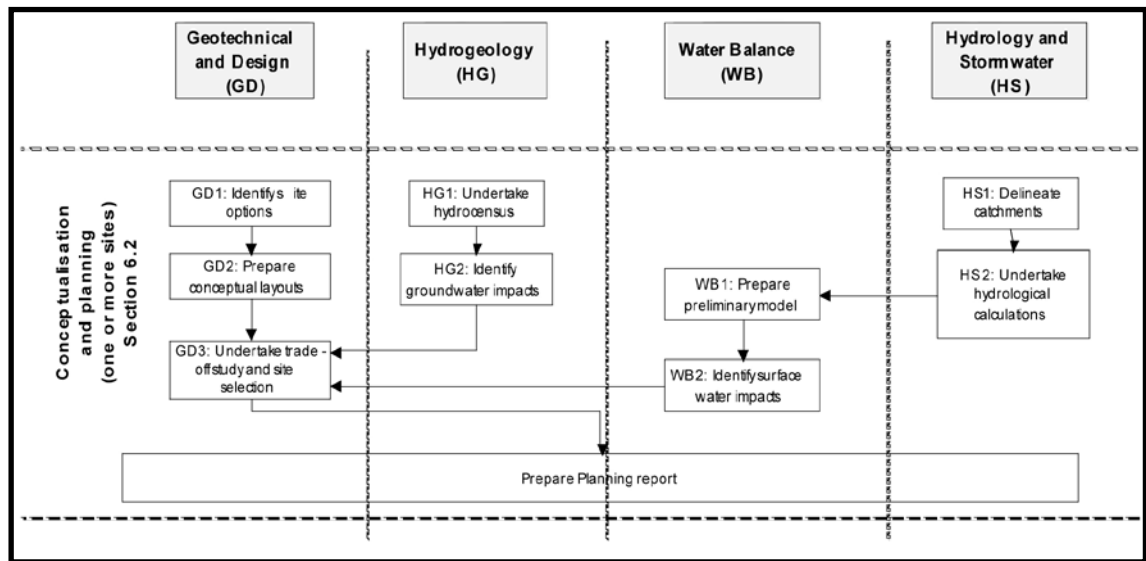 Geotechnical
and Design
(GD)
Hydrogeology
(HG)
Water Balance
(WB)
Hydrology and
Stormwater
(HS)
Conceptualisation
and planning
(one or more sites)
Section 6.2
GD1: Identifys ite
options
GD2: Prepare
conceptual layouts
GD3: Undertake trade -
offstudy and site
selection
HG1: Undertake
hydrocensus
HG2: Identify
groundwater impacts
WB1: Prepare
preliminary model
WB2: Identifysurface
water impacts
HS1: Delineate
catchments
HS2: Undertake
hydrological
calculations
Prepare Planning report